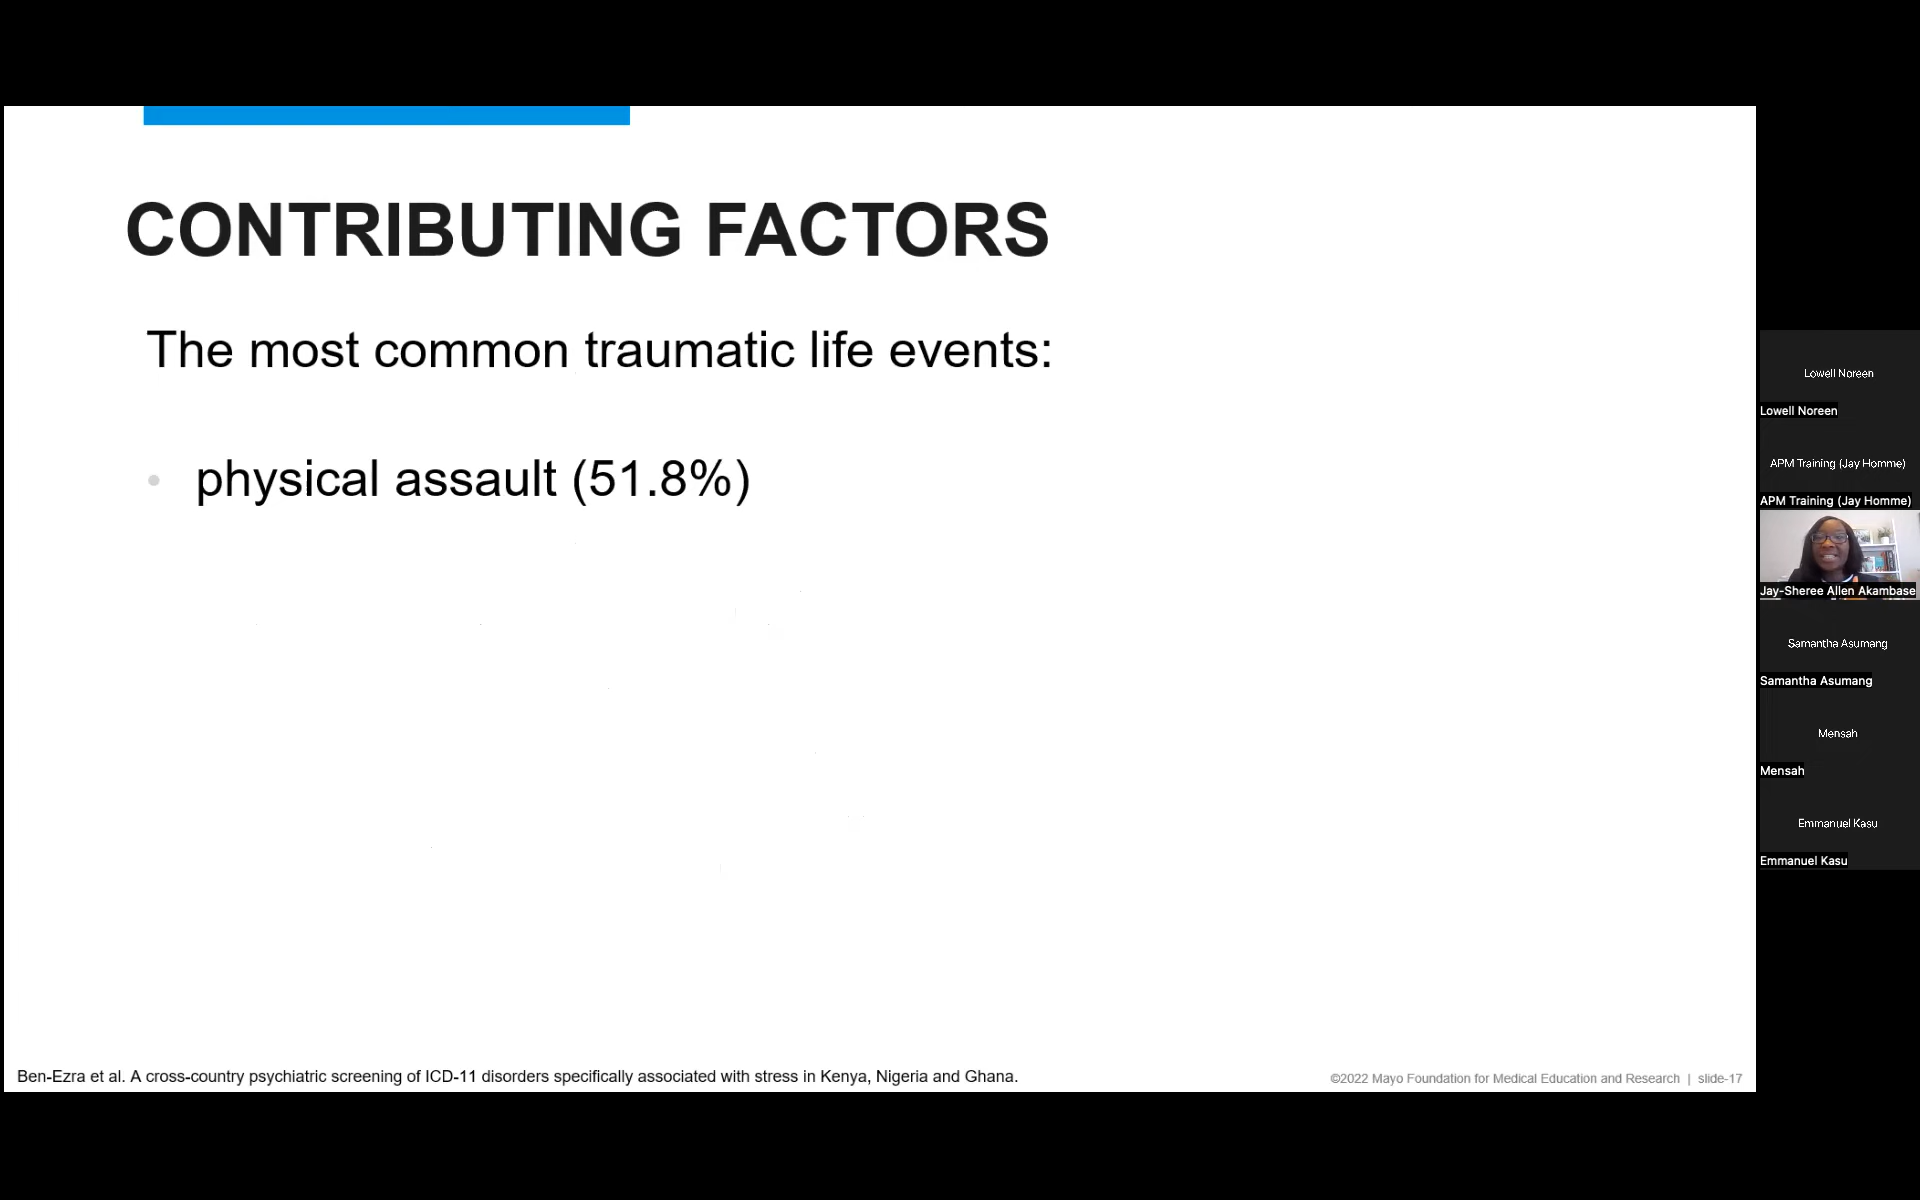 CONTRIBUTING FACTORS
The most common traumatic life events:
• physical assault (51.8%)
Ben-Ezra et al. A cross-country psychiatric screening of ICD-11 disorders specifically associated with stress in Kenya, Nigeria and Ghana.
©2022 Mayo Foundation for Medical Education and Research | slide-17
Lowell Noreen
Lowell Noreen
APM Training (Jay Homme)
APM Training (Jay Homme)
Jay-Sheree Allen Akambase
Samantha Asumang
Samantha Asumang
Mensah
Mensah
Emmanuel Kasu
Emmanuel Kasu